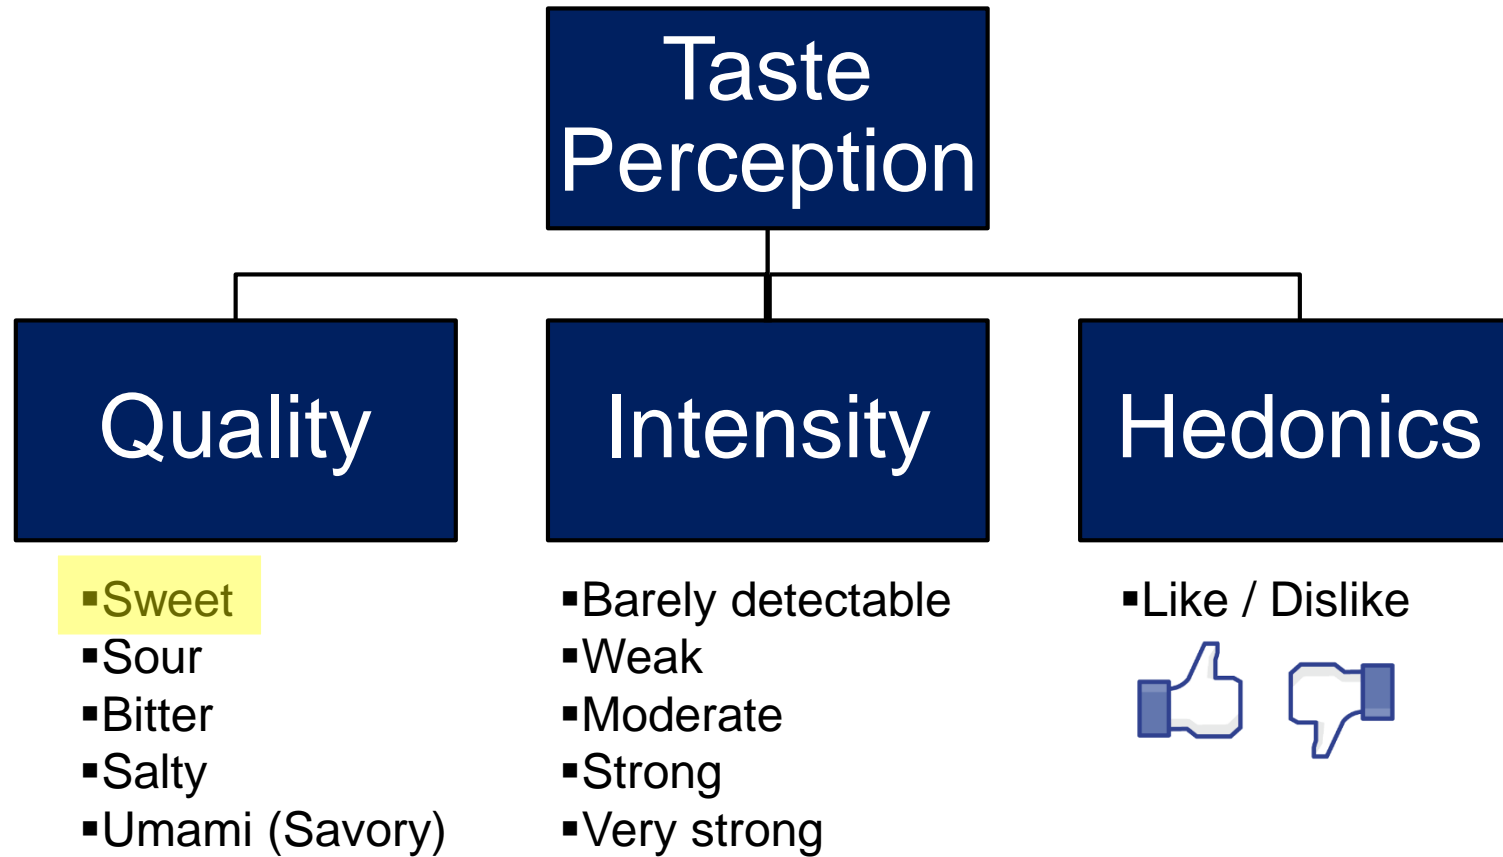 Taste
Perception
Quality
Intensity
Hedonics
▪Sweet
▪Sour
▪Bitter
▪Salty
▪Umami (Savory)
▪Barely detectable
▪Weak
▪Moderate
▪Strong
▪Very strong
▪Like / Dislike